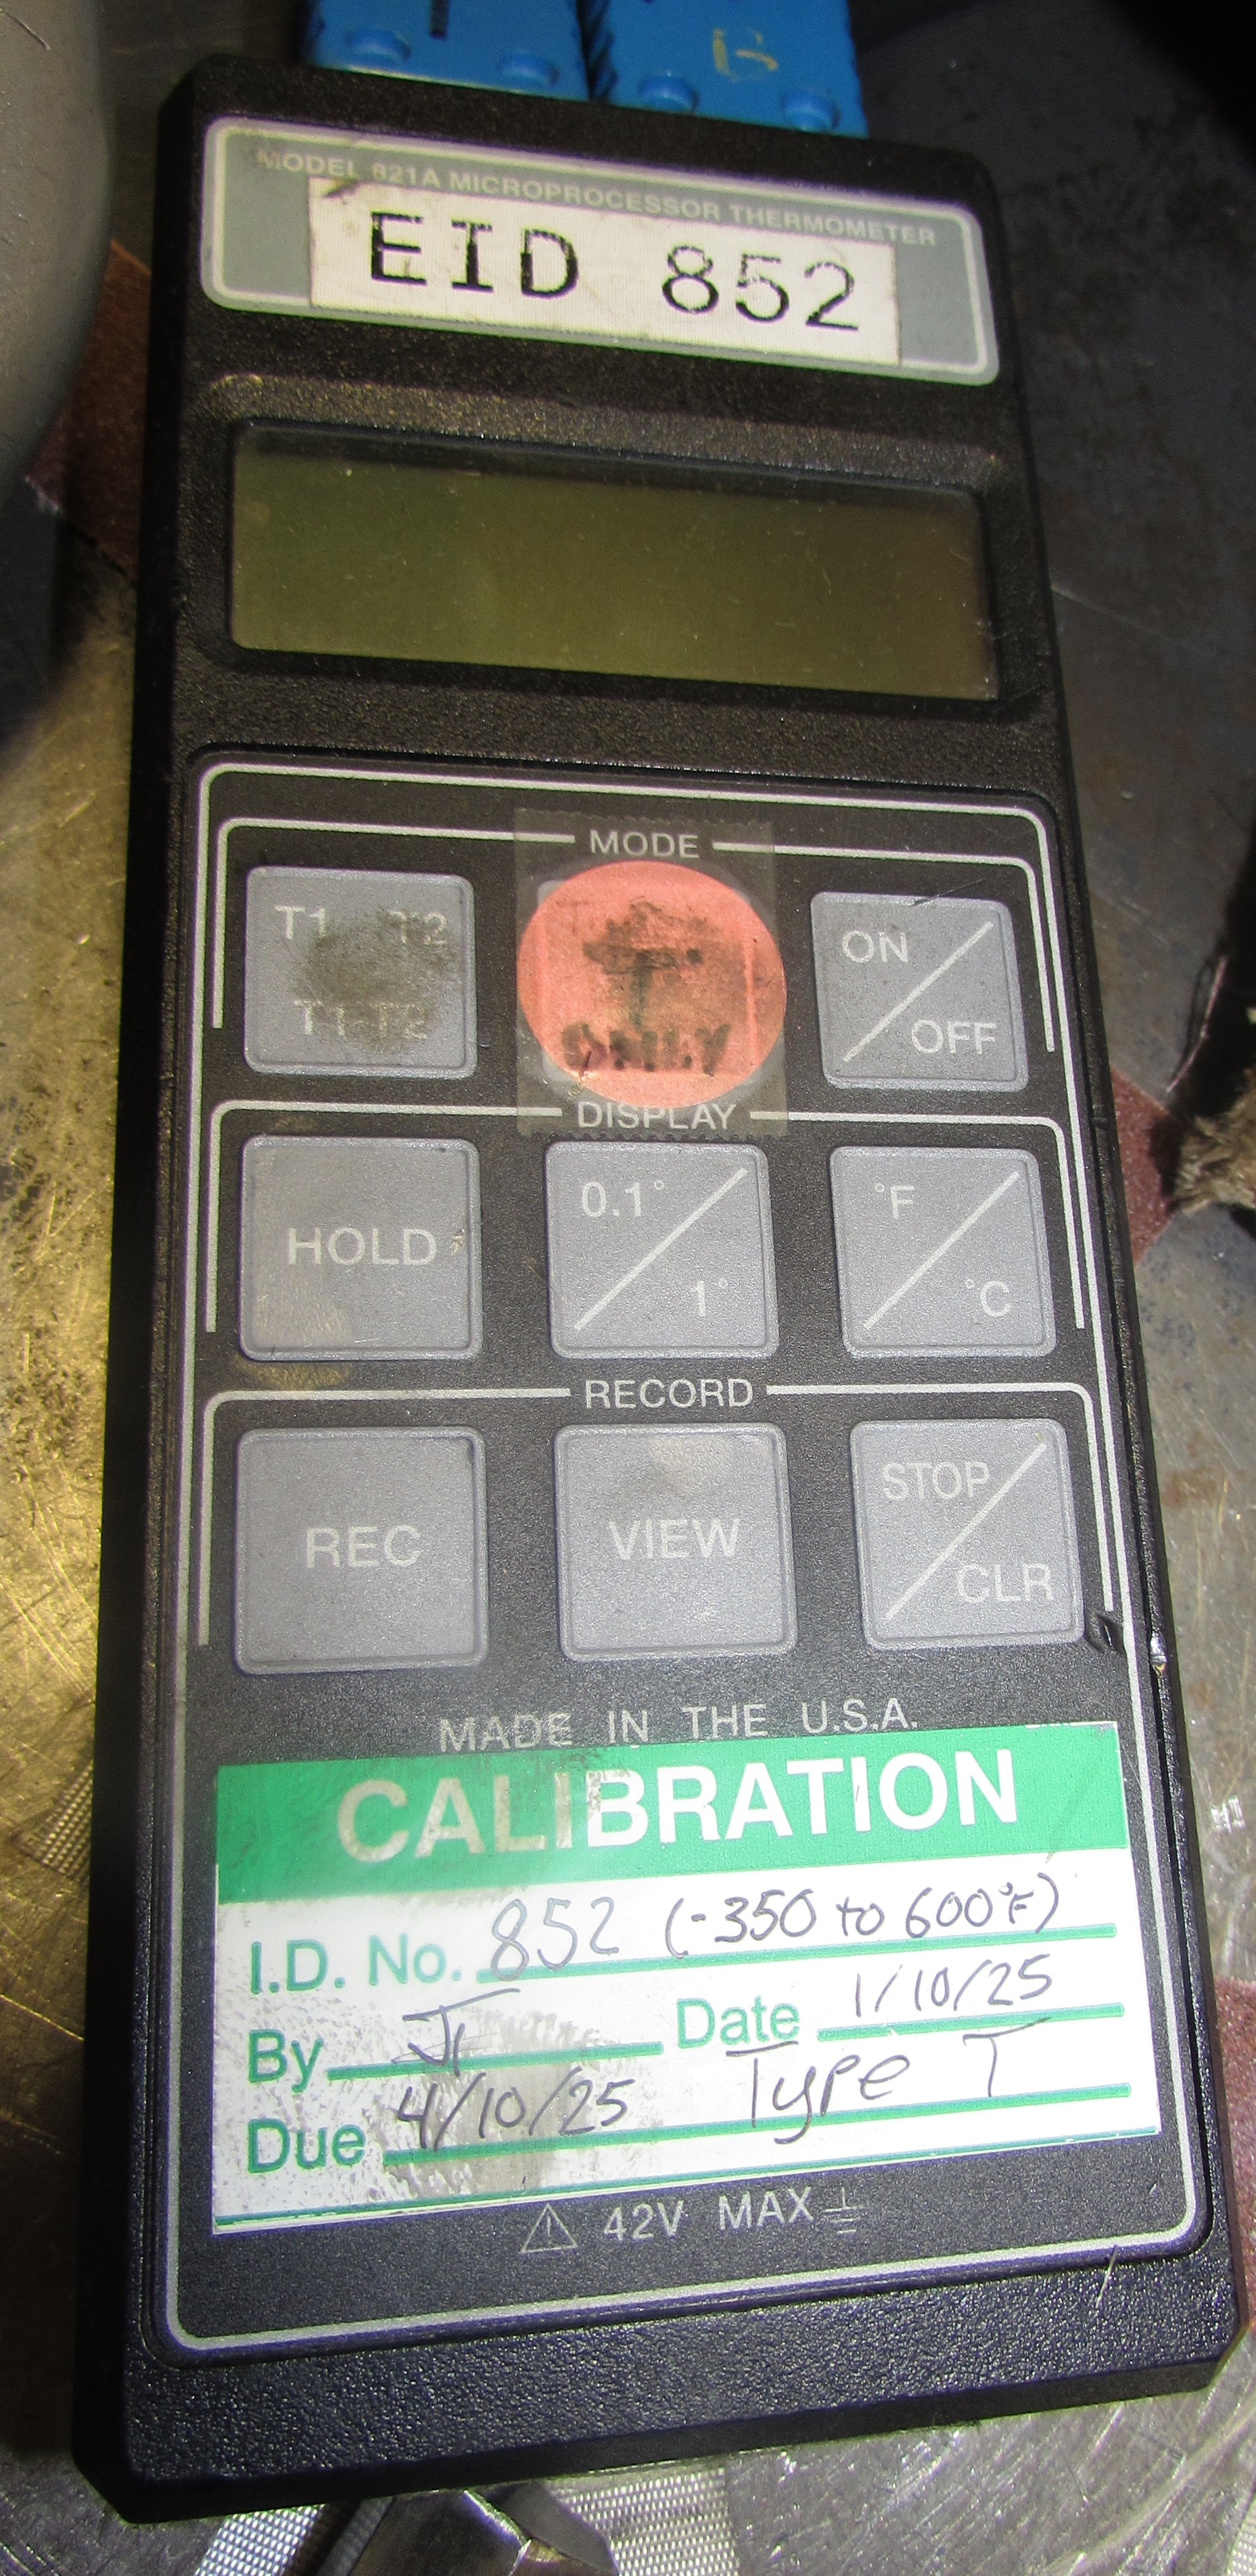 MODEL 821A MICROPROCESSOR THERMOMETER
EID 852
MODE
T1 T2
T1-T2
T
ONLY
ON
OFF
DISPLAY
HOLD
0.1°
1°
°F
°C
RECORD
REC
VIEW
STOP
CLR
MADE IN THE U.S.A.
CALIBRATION
I.D. No. 852 (-350 to 600°F)
By Date 1/10/25
Due 4/10/25 Type T
42V MAX